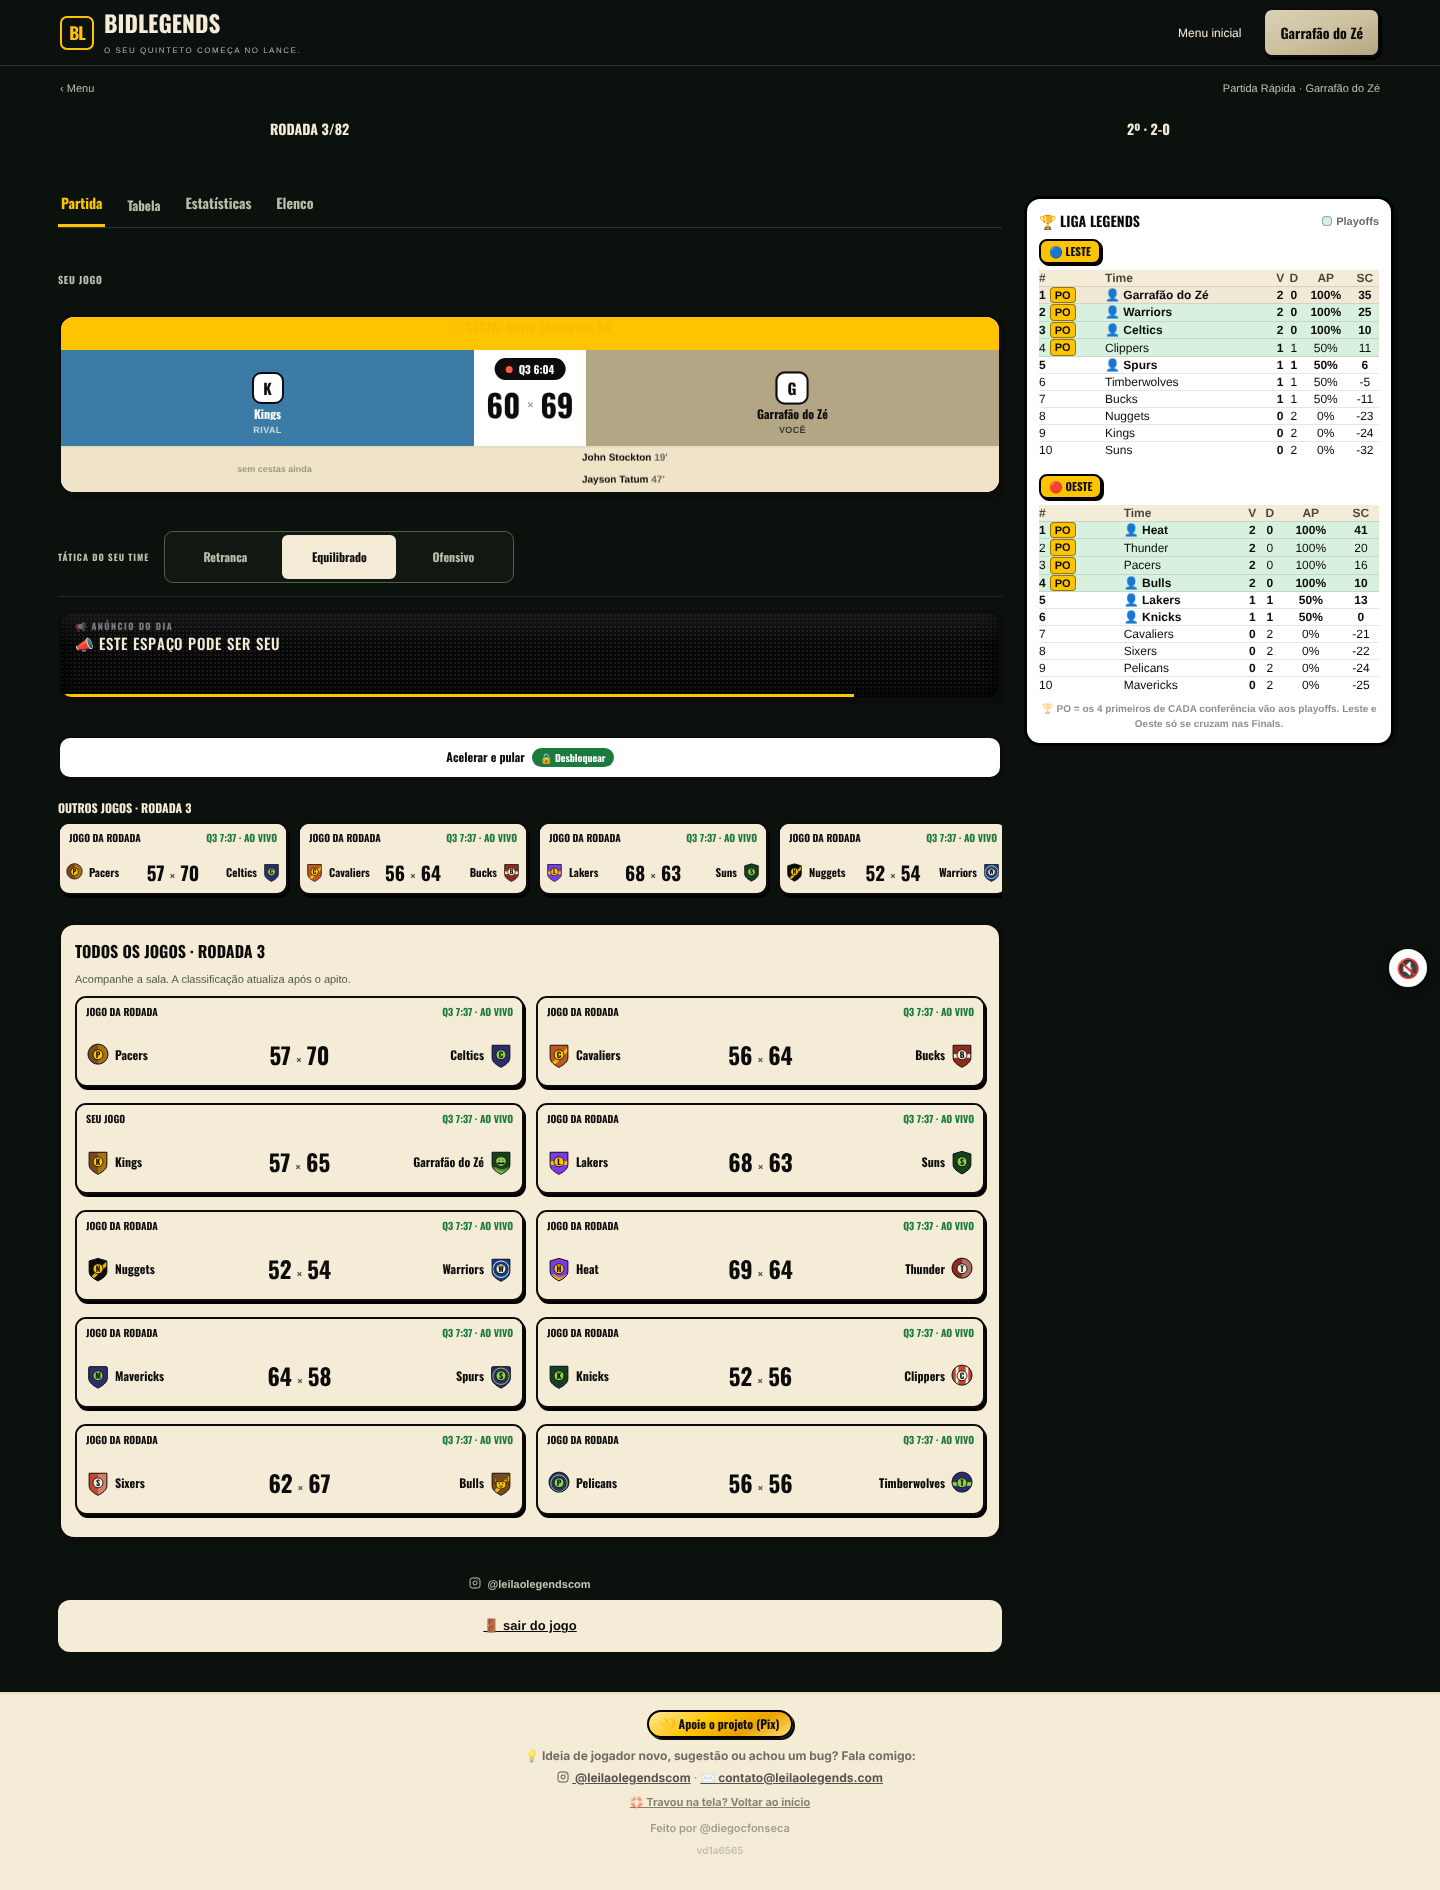 BL
BIDLEGENDS
O SEU QUINTETO COMEÇA NO LANCE.
Menu inicial
Garrafão do Zé
‹ Menu
Partida Rápida · Garrafão do Zé
RODADA 3/82
2º · 2-0
Partida
Tabela
Estatísticas
Elenco
SEU JOGO
CESTA! David Thompson 58'
K
Kings
RIVAL
Q3 6:04
60 × 69
G
Garrafão do Zé
VOCÊ
sem cestas ainda
John Stockton 19'
Jayson Tatum 47'
TÁTICA DO SEU TIME
Retranca
Equilibrado
Ofensivo
📢 ANÚNCIO DO DIA
📣 ESTE ESPAÇO PODE SER SEU
Acelerar e pular 🔒 Desbloquear
OUTROS JOGOS · RODADA 3
JOGO DA RODADA Q3 7:37 · AO VIVO
Pacers 57 × 70 Celtics
JOGO DA RODADA Q3 7:37 · AO VIVO
Cavaliers 56 × 64 Bucks
JOGO DA RODADA Q3 7:37 · AO VIVO
Lakers 68 × 63 Suns
JOGO DA RODADA Q3 7:37 · AO VIVO
Nuggets 52 × 54 Warriors
TODOS OS JOGOS · RODADA 3
Acompanhe a sala. A classificação atualiza após o apito.
JOGO DA RODADA Q3 7:37 · AO VIVO
Pacers 57 × 70 Celtics
JOGO DA RODADA Q3 7:37 · AO VIVO
Cavaliers 56 × 64 Bucks
SEU JOGO Q3 7:37 · AO VIVO
Kings 57 × 65 Garrafão do Zé
JOGO DA RODADA Q3 7:37 · AO VIVO
Lakers 68 × 63 Suns
JOGO DA RODADA Q3 7:37 · AO VIVO
Nuggets 52 × 54 Warriors
JOGO DA RODADA Q3 7:37 · AO VIVO
Heat 69 × 64 Thunder
JOGO DA RODADA Q3 7:37 · AO VIVO
Mavericks 64 × 58 Spurs
JOGO DA RODADA Q3 7:37 · AO VIVO
Knicks 52 × 56 Clippers
JOGO DA RODADA Q3 7:37 · AO VIVO
Sixers 62 × 67 Bulls
JOGO DA RODADA Q3 7:37 · AO VIVO
Pelicans 56 × 56 Timberwolves
@leilaolegendscom
🚪 sair do jogo
🏆 LIGA LEGENDS Playoffs
🔵 LESTE
# Time V D AP SC
1 PO 👤 Garrafão do Zé 2 0 100% 35
2 PO 👤 Warriors 2 0 100% 25
3 PO 👤 Celtics 2 0 100% 10
4 PO Clippers 1 1 50% 11
5 👤 Spurs 1 1 50% 6
6 Timberwolves 1 1 50% -5
7 Bucks 1 1 50% -11
8 Nuggets 0 2 0% -23
9 Kings 0 2 0% -24
10 Suns 0 2 0% -32
🔴 OESTE
# Time V D AP SC
1 PO 👤 Heat 2 0 100% 41
2 PO Thunder 2 0 100% 20
3 PO Pacers 2 0 100% 16
4 PO 👤 Bulls 2 0 100% 10
5 👤 Lakers 1 1 50% 13
6 👤 Knicks 1 1 50% 0
7 Cavaliers 0 2 0% -21
8 Sixers 0 2 0% -22
9 Pelicans 0 2 0% -24
10 Mavericks 0 2 0% -25
🏆 PO = os 4 primeiros de CADA conferência vão aos playoffs. Leste e
Oeste só se cruzam nas Finals.
💛 Apoie o projeto (Pix)
💡 Ideia de jogador novo, sugestão ou achou um bug? Fala comigo:
@leilaolegendscom · ✉️ contato@leilaolegends.com
🛟 Travou na tela? Voltar ao início
Feito por @diegocfonseca
vd1a6565